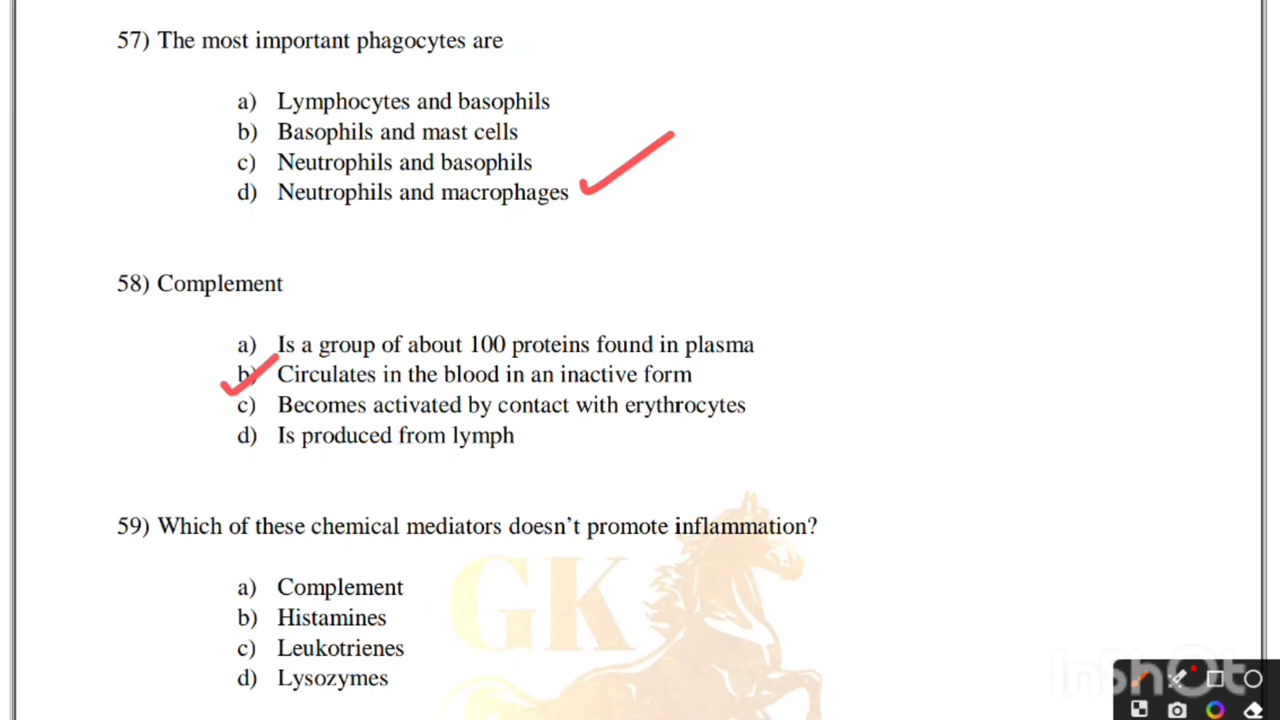 57) The most important phagocytes are
a) Lymphocytes and basophils
b) Basophils and mast cells
c) Neutrophils and basophils
d) Neutrophils and macrophages
58) Complement
a) Is a group of about 100 proteins found in plasma
b) Circulates in the blood in an inactive form
c) Becomes activated by contact with erythrocytes
d) Is produced from lymph
59) Which of these chemical mediators doesn't promote inflammation?
GK
a) Complement
b) Histamines
c) Leukotrienes
d) Lysozymes
InShOt